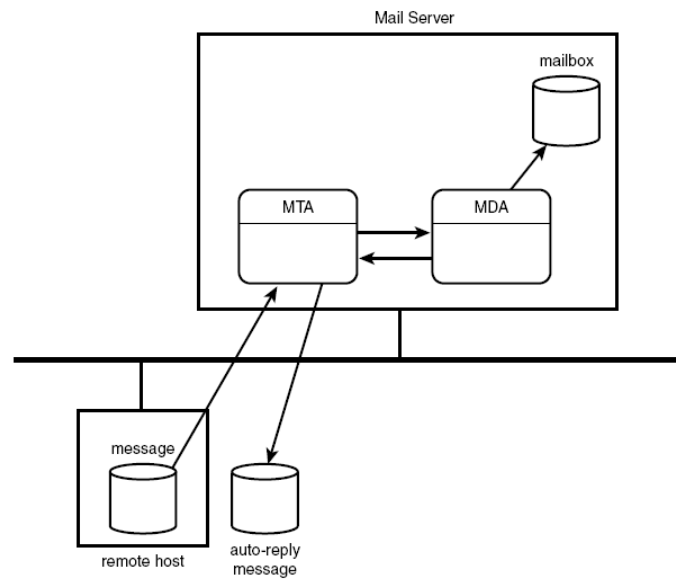 Mail Server
mailbox
MTA
MDA
message
remote host
auto-reply
message